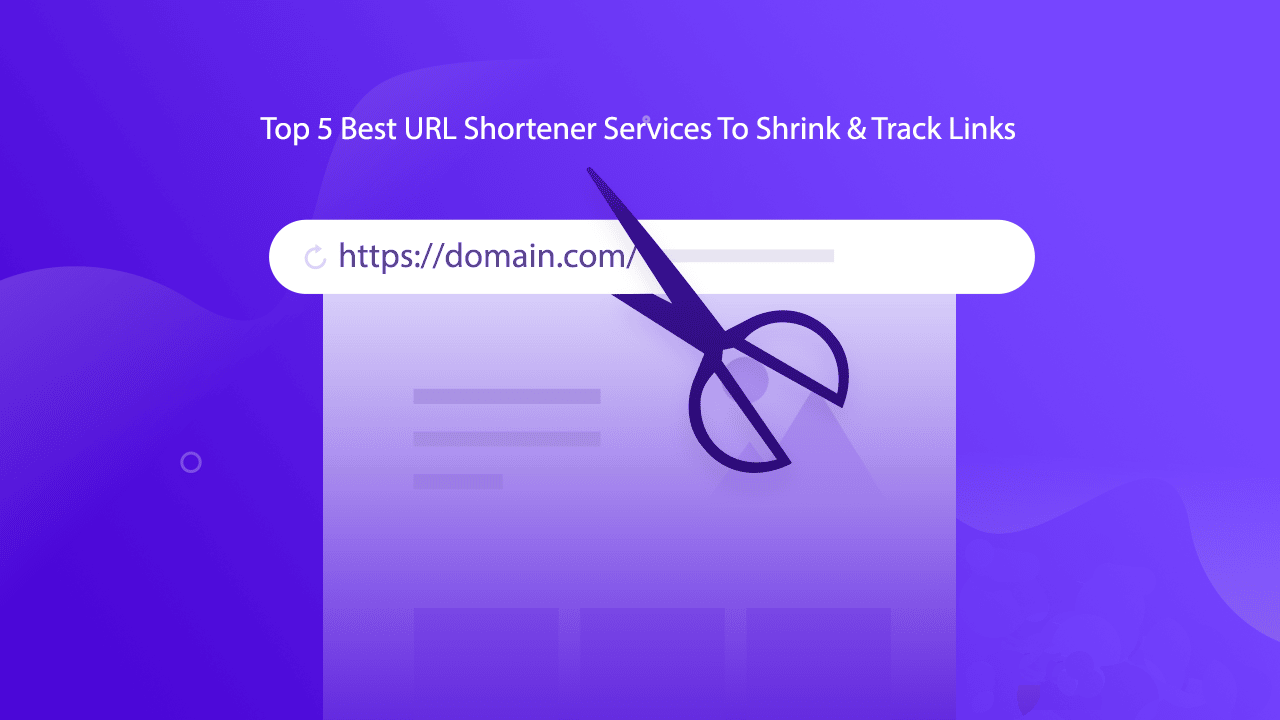 Top 5 Best URL Shortener Services To Shrink & Track Links
https://domain.com/